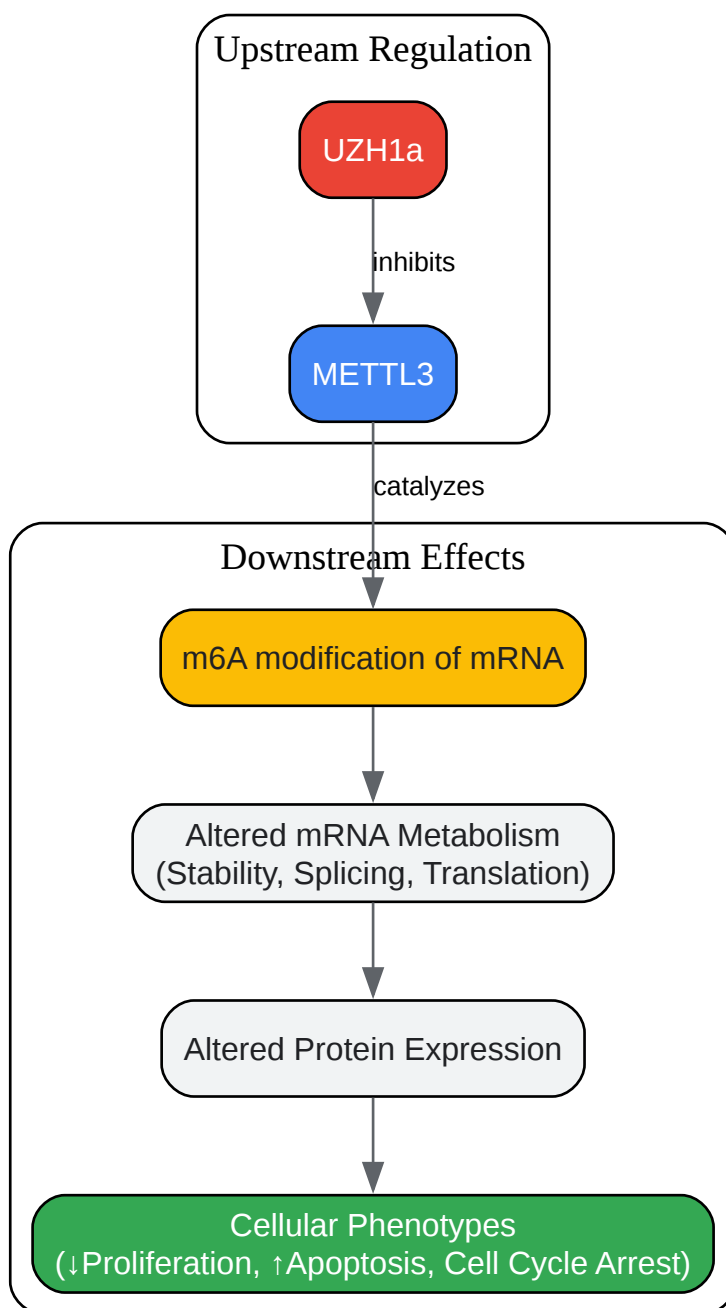 Upstream Regulation
UZH1a
inhibits
METTL3
catalyzes
Downstream Effects
m6A modification of mRNA
Altered mRNA Metabolism
(Stability, Splicing, Translation)
Altered Protein Expression
Cellular Phenotypes
(↓Proliferation, ↑Apoptosis, Cell Cycle Arrest)